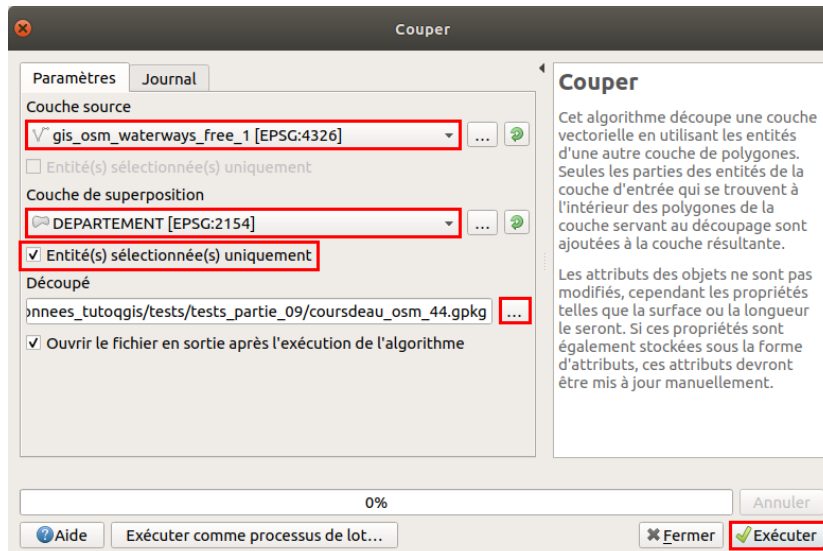 Couper
Paramètres
Journal
Couche source
gis_osm_waterways_free_1 [EPSG:4326]
...
Entité(s) sélectionnée(s) uniquement
Couche de superposition
DEPARTEMENT [EPSG:2154]
...
Entité(s) sélectionnée(s) uniquement
Découpé
onnees_tutoqgis/tests/tests_partie_09/coursdeau_osm_44.gpkg
...
Ouvrir le fichier en sortie après l'exécution de l'algorithme
Couper
Cet algorithme découpe une couche
vectorielle en utilisant les entités
d'une autre couche de polygones.
Seules les parties des entités de la
couche d'entrée qui se trouvent à
l'intérieur des polygones de la
couche servant au découpage sont
ajoutées à la couche résultante.
Les attributs des objets ne sont pas
modifiés, cependant les propriétés
telles que la surface ou la longueur
le seront. Si ces propriétés sont
également stockées sous la forme
d'attributs, ces attributs devront
être mis à jour manuellement.
0%
Annuler
Aide
Exécuter comme processus de lot...
Fermer
Exécuter